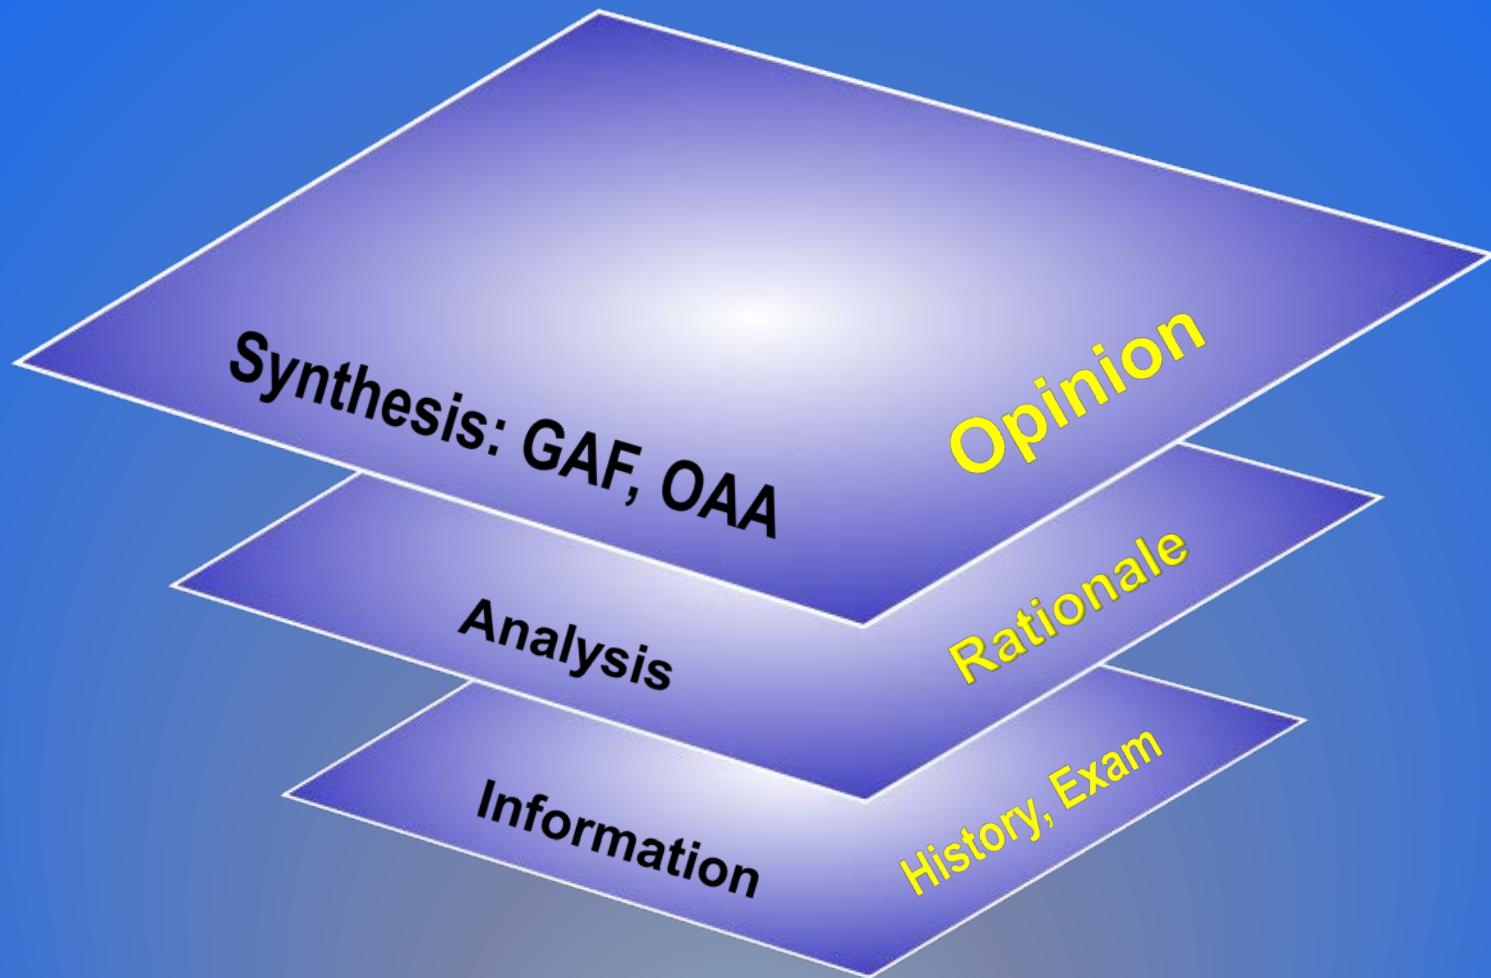 Synthesis: GAF, OAA
Opinion
Analysis
Rationale
Information
History, Exam